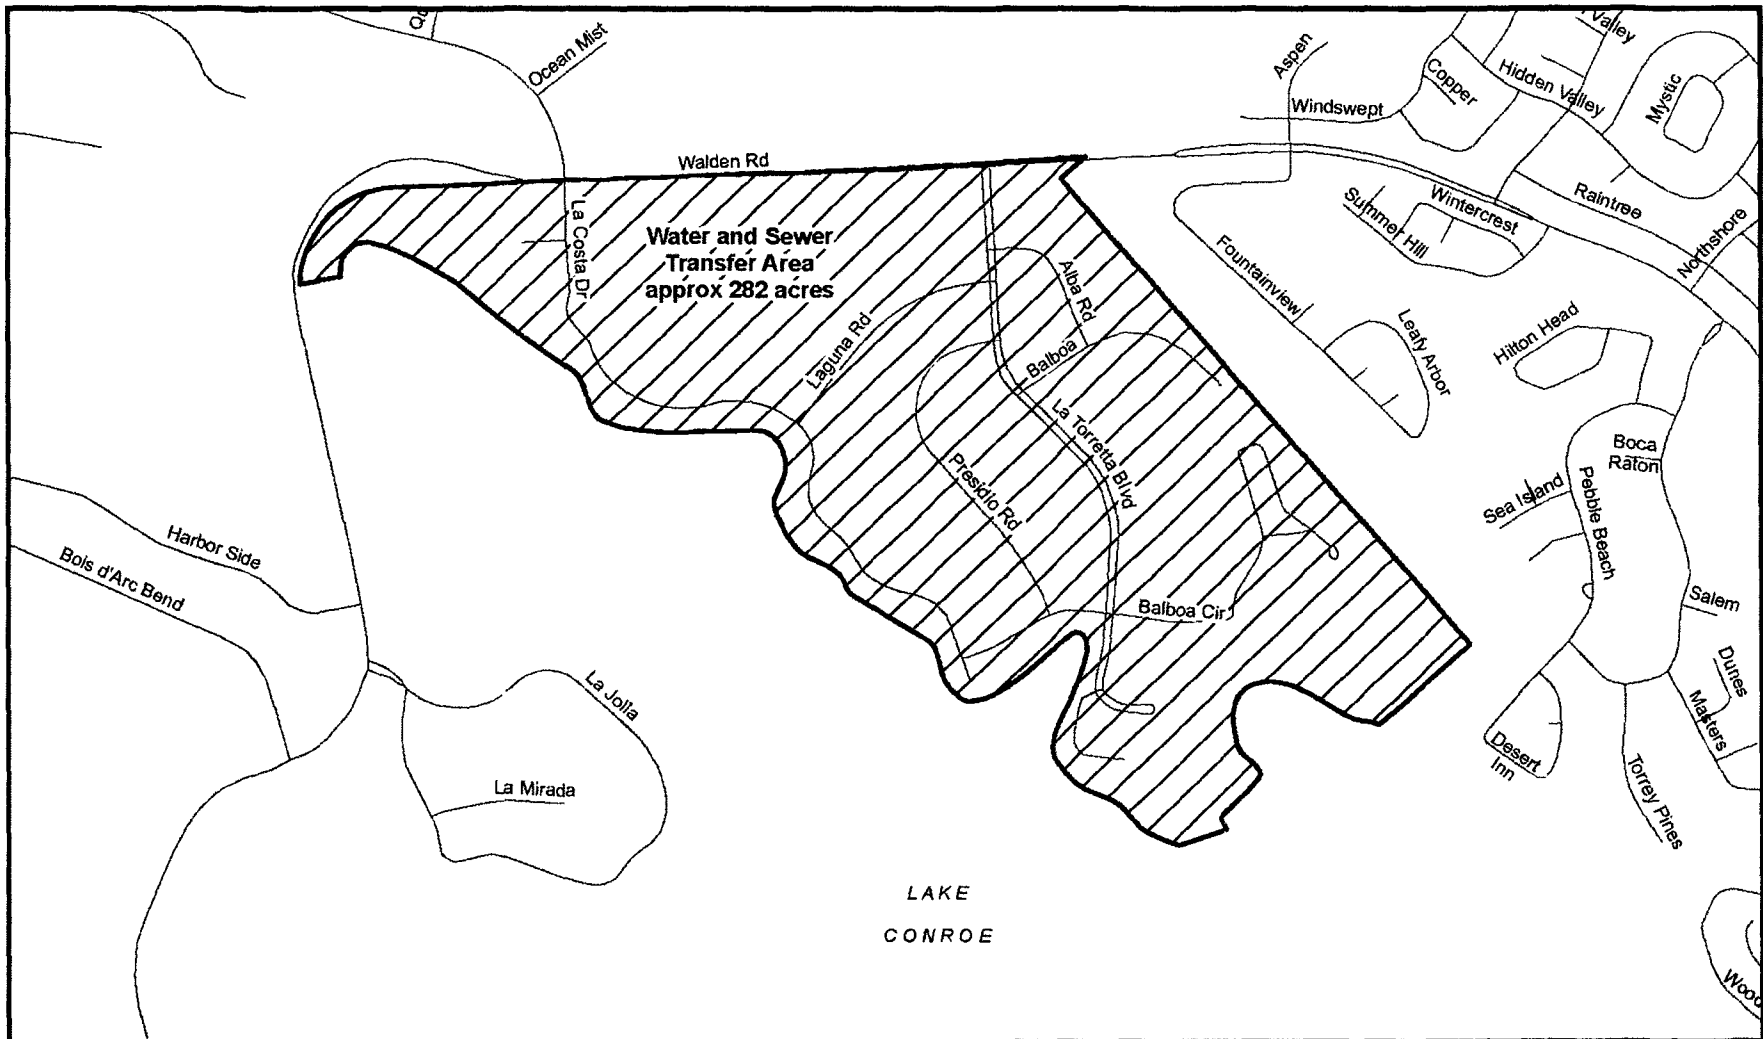 Valley
Ocean Mist
Aspen
Copper
Hidden Valley
Mystic
Windswept
Walden Rd
Summer Hill
Wintercrest
Raintree
Northshore
La Costa Dr
Water and Sewer
Transfer Area
approx 282 acres
Alba Rd
Fountainview
Laguna Rd
Balboa
Leafy Arbor
Hilton Head
La Torretta Blvd
Presidio Rd
Boca
Raton
Sea Island
Pebble Beach
Harbor Side
Bois d'Arc Bend
Balboa Cir
Salem
Dunes
Masters
La Jolla
La Mirada
Desert
Inn
Torrey Pines
LAKE
CONROE